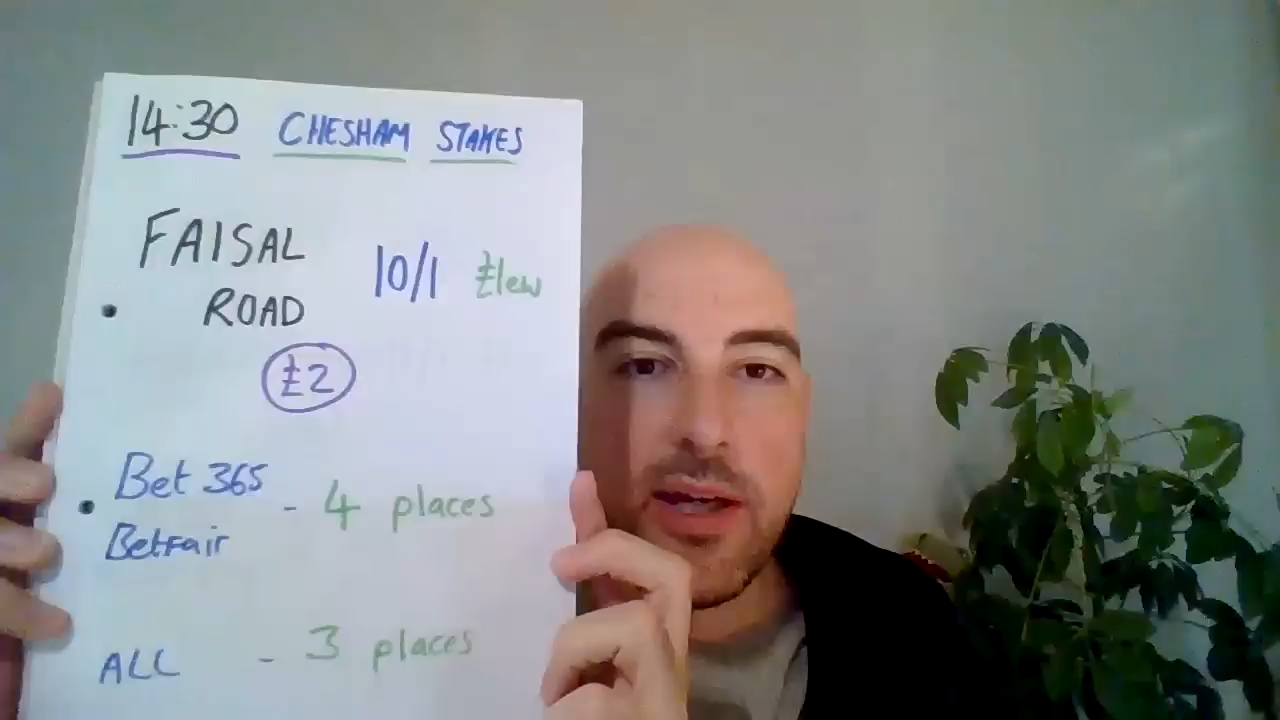 14:30 CHESHAM STAKES
FAISAL
ROAD
10/1 £1ew
£2
Bet 365
Betfair
- 4 places
ALL - 3 places